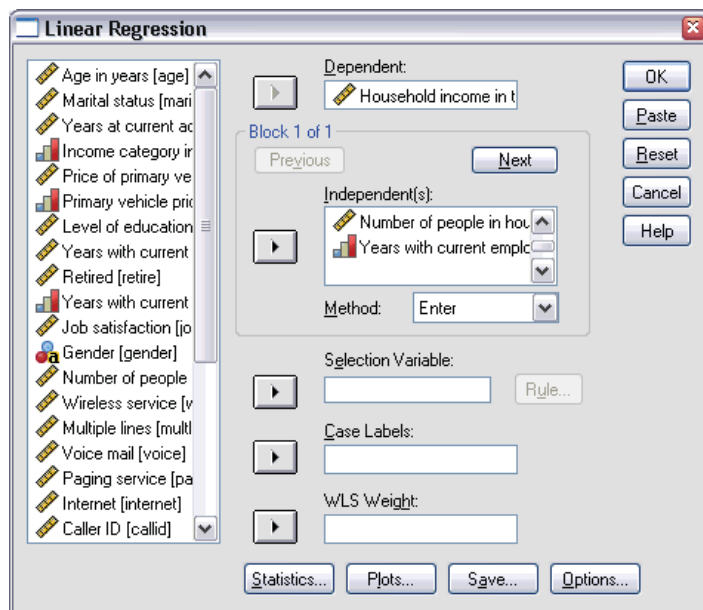 Linear Regression
Age in years [age]
Marital status [mari
Years at current ad
Income category in
Price of primary ve
Primary vehicle pric
Level of education
Years with current
Retired [retire]
Years with current
Job satisfaction [jo
Gender [gender]
Number of people
Wireless service [w
Multiple lines [multl
Voice mail [voice]
Paging service [pa
Internet [internet]
Caller ID [callid]
Dependent:
Household income in t
Block 1 of 1
Previous
Next
Independent(s):
Number of people in hou
Years with current emplo
Method:
Enter
Selection Variable:
Rule...
Case Labels:
WLS Weight:
OK
Paste
Reset
Cancel
Help
Statistics...
Plots...
Save...
Options...